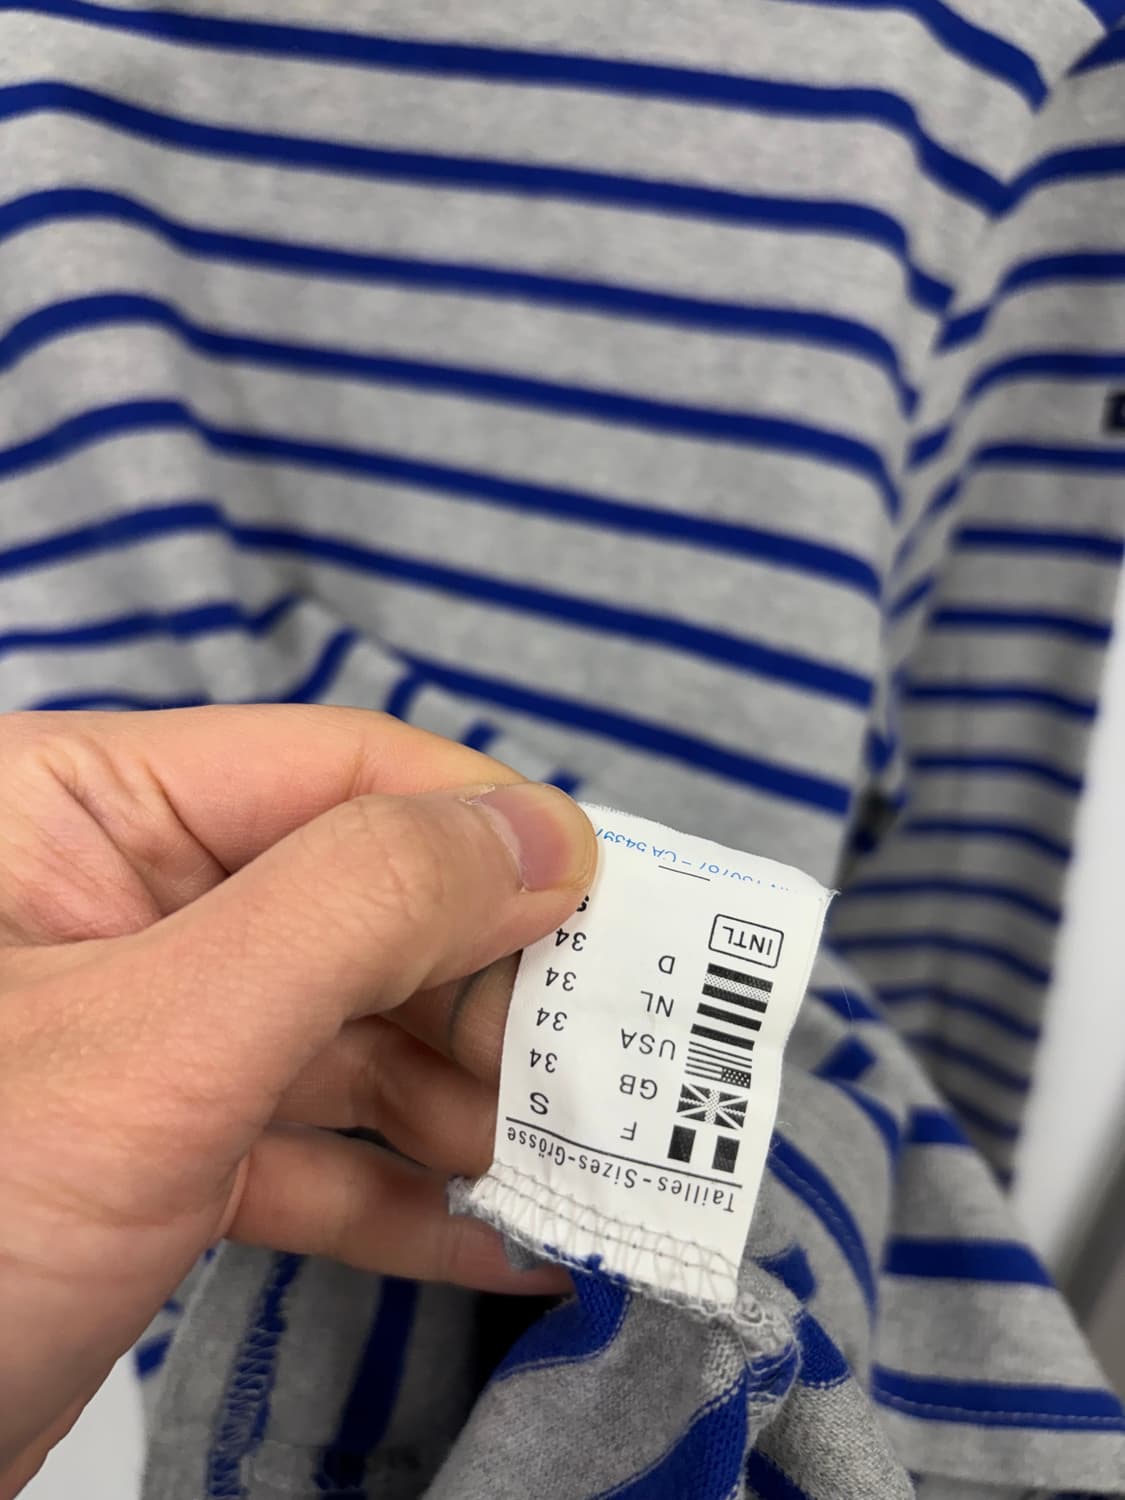 Tailles-Sizes-Grösse
F S
GB 34
USA 34
NL 34
D 34
INTL S